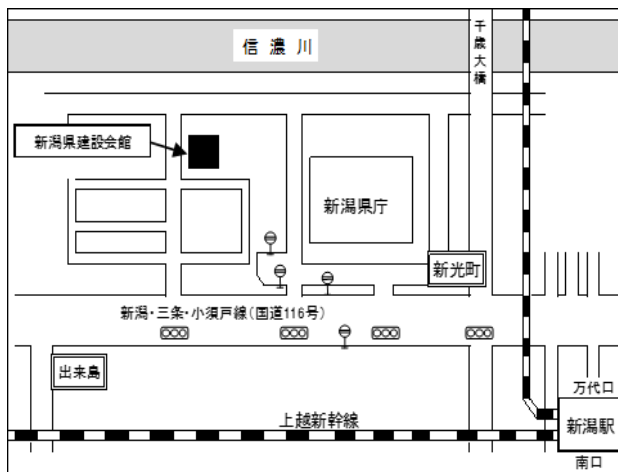 信濃川
千歳大橋
新潟県建設会館
新潟県庁
新光町
新潟・三条・小須戸線(国道116号)
出来島
万代口
上越新幹線
新潟駅
南口